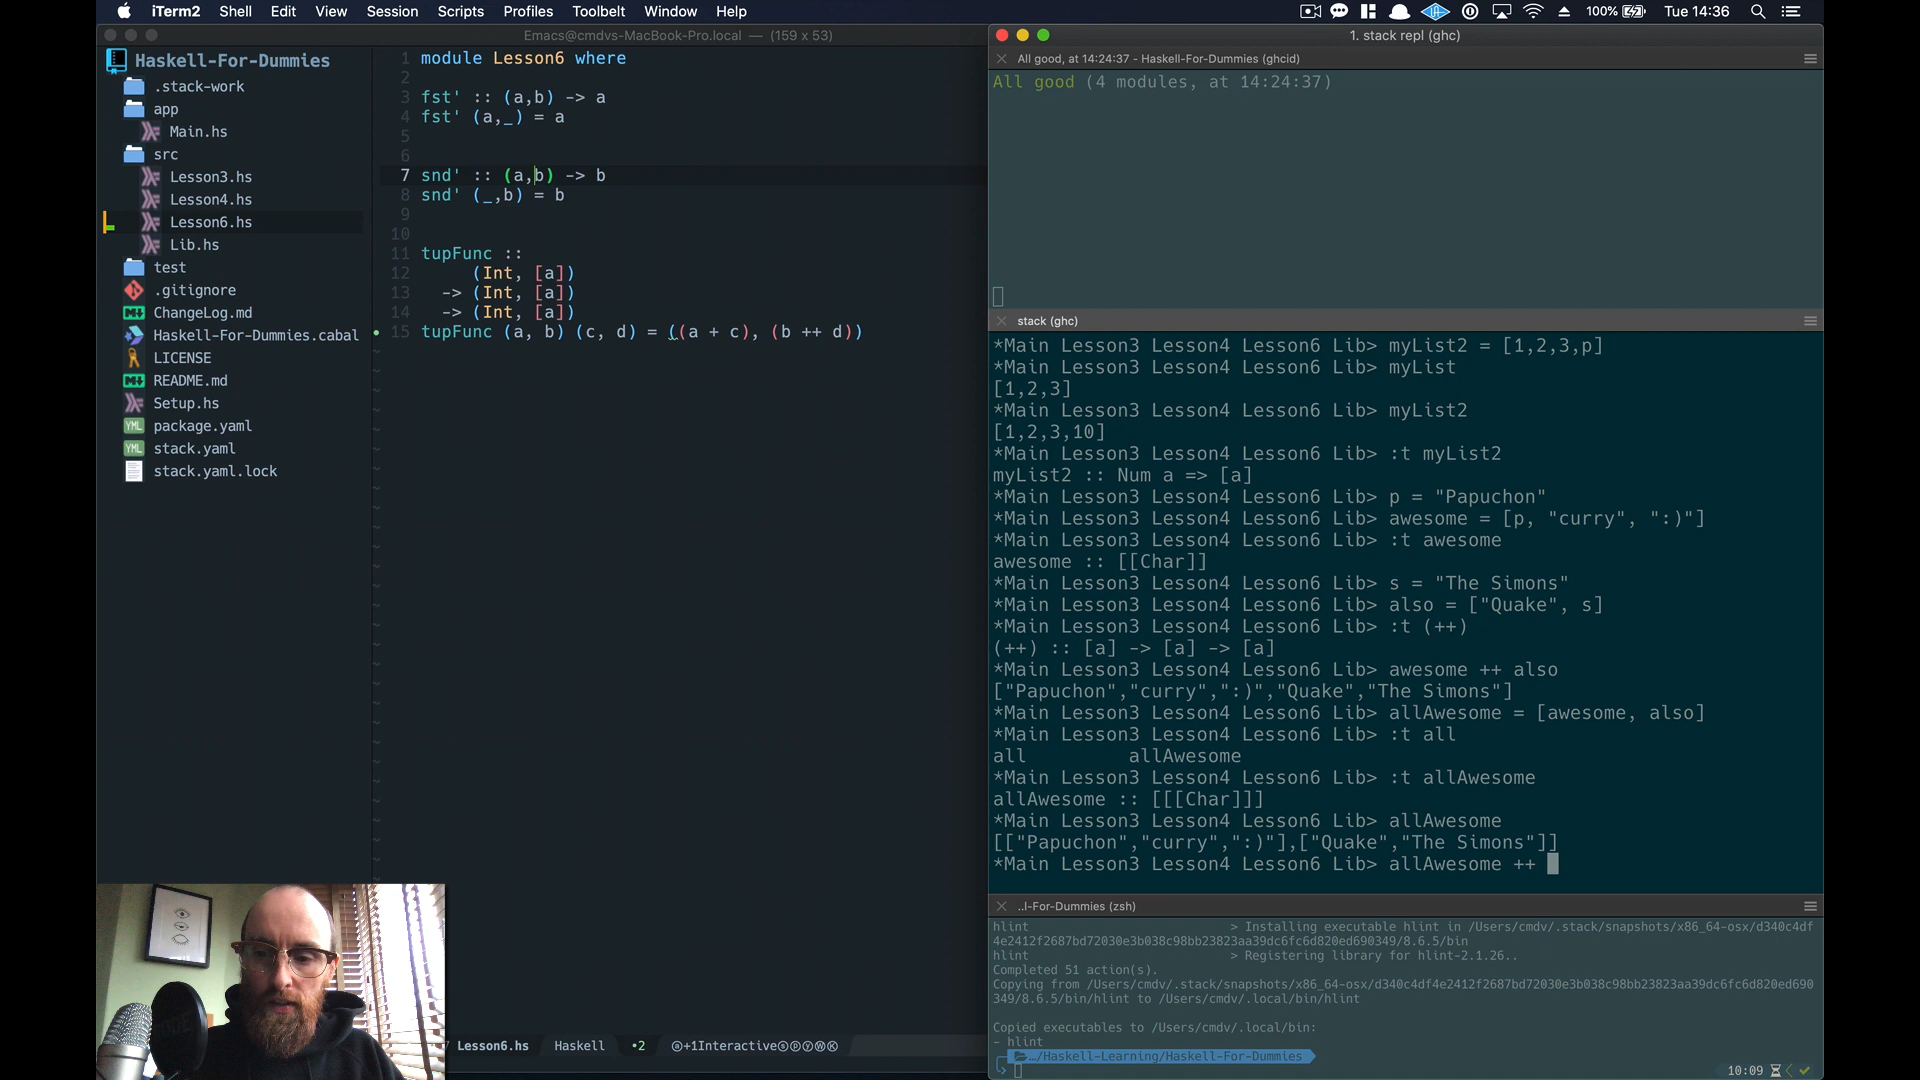 iTerm2 Shell Edit View Session Scripts Profiles Toolbelt Window Help 100% Tue 14:36
Emacs@cmdvs-MacBook-Pro.local — (159 x 53)
Haskell-For-Dummies
.stack-work
app
Main.hs
src
Lesson3.hs
Lesson4.hs
Lesson6.hs
Lib.hs
test
.gitignore
ChangeLog.md
Haskell-For-Dummies.cabal
LICENSE
README.md
Setup.hs
package.yaml
stack.yaml
stack.yaml.lock
1 module Lesson6 where
2
3 fst' :: (a,b) -> a
4 fst' (a,_) = a
5
6
7 snd' :: (a,b) -> b
8 snd' (_,b) = b
9
10
11 tupFunc ::
12 (Int, [a])
13 -> (Int, [a])
14 -> (Int, [a])
15 tupFunc (a, b) (c, d) = ((a + c), (b ++ d))
Lesson6.hs Haskell •2 ⓐ+1InteractiveⓢⓟⓨⓌⓀ
1. stack repl (ghc)
All good, at 14:24:37 - Haskell-For-Dummies (ghcid)
All good (4 modules, at 14:24:37)
stack (ghc)
*Main Lesson3 Lesson4 Lesson6 Lib> myList2 = [1,2,3,p]
*Main Lesson3 Lesson4 Lesson6 Lib> myList
[1,2,3]
*Main Lesson3 Lesson4 Lesson6 Lib> myList2
[1,2,3,10]
*Main Lesson3 Lesson4 Lesson6 Lib> :t myList2
myList2 :: Num a => [a]
*Main Lesson3 Lesson4 Lesson6 Lib> p = "Papuchon"
*Main Lesson3 Lesson4 Lesson6 Lib> awesome = [p, "curry", ":)"]
*Main Lesson3 Lesson4 Lesson6 Lib> :t awesome
awesome :: [[Char]]
*Main Lesson3 Lesson4 Lesson6 Lib> s = "The Simons"
*Main Lesson3 Lesson4 Lesson6 Lib> also = ["Quake", s]
*Main Lesson3 Lesson4 Lesson6 Lib> :t (++)
(++) :: [a] -> [a] -> [a]
*Main Lesson3 Lesson4 Lesson6 Lib> awesome ++ also
["Papuchon","curry",":)","Quake","The Simons"]
*Main Lesson3 Lesson4 Lesson6 Lib> allAwesome = [awesome, also]
*Main Lesson3 Lesson4 Lesson6 Lib> :t all
all allAwesome
*Main Lesson3 Lesson4 Lesson6 Lib> :t allAwesome
allAwesome :: [[[Char]]]
*Main Lesson3 Lesson4 Lesson6 Lib> allAwesome
[["Papuchon","curry",":)"],["Quake","The Simons"]]
*Main Lesson3 Lesson4 Lesson6 Lib> allAwesome ++
..l-For-Dummies (zsh)
hlint > Installing executable hlint in /Users/cmdv/.stack/snapshots/x86_64-osx/d340c4df
4e2412f2687bd72030e3b038c98bb23823aa39dc6fc6d820ed690349/8.6.5/bin
hlint > Registering library for hlint-2.1.26..
Completed 51 action(s).
Copying from /Users/cmdv/.stack/snapshots/x86_64-osx/d340c4df4e2412f2687bd72030e3b038c98bb23823aa39dc6fc6d820ed690
349/8.6.5/bin/hlint to /Users/cmdv/.local/bin/hlint
Copied executables to /Users/cmdv/.local/bin:
- hlint
…/Haskell-Learning/Haskell-For-Dummies
10:09